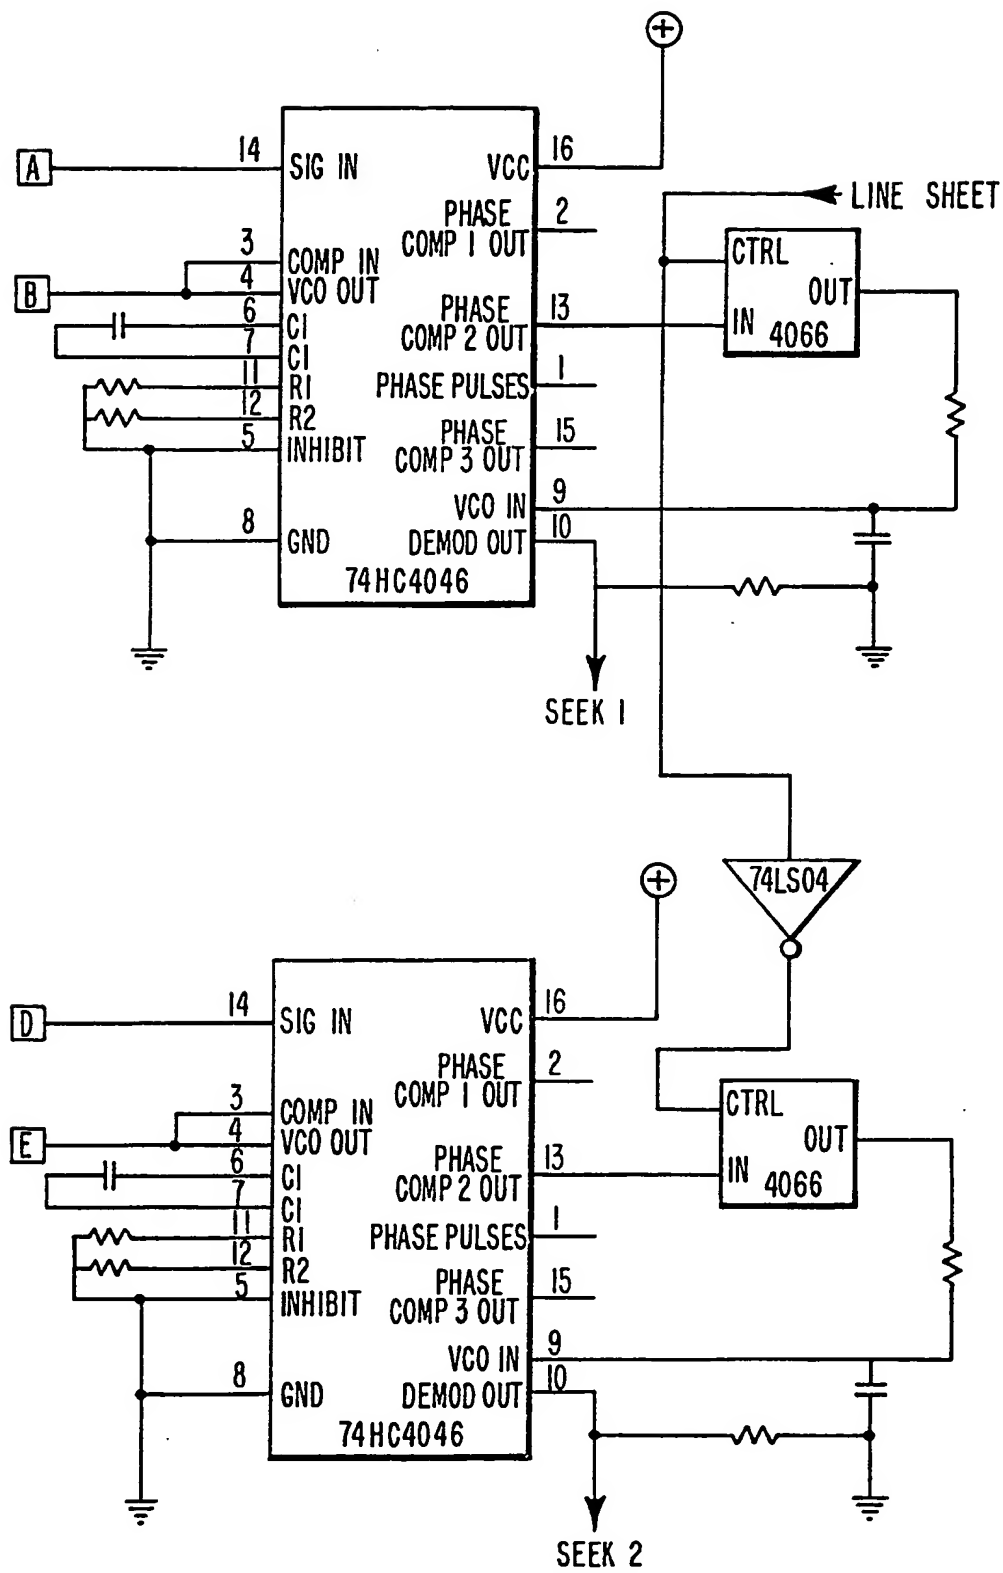 A
14
SIG IN
VCC
16
LINE SHEET
PHASE
COMP 1 OUT
2
3
COMP IN
B
4
VCO OUT
6
CI
7
CI
11
R1
12
R2
5
INHIBIT
PHASE
COMP 2 OUT
13
CTRL
OUT
IN
4066
PHASE PULSES
1
PHASE
COMP 3 OUT
15
VCO IN
9
8
GND
DEMOD OUT
10
74HC4046
SEEK 1
74LS04
D
14
SIG IN
VCC
16
PHASE
COMP 1 OUT
2
3
COMP IN
E
4
VCO OUT
6
CI
7
CI
11
R1
12
R2
5
INHIBIT
PHASE
COMP 2 OUT
13
CTRL
OUT
IN
4066
PHASE PULSES
1
PHASE
COMP 3 OUT
15
VCO IN
9
8
GND
DEMOD OUT
10
74HC4046
SEEK 2